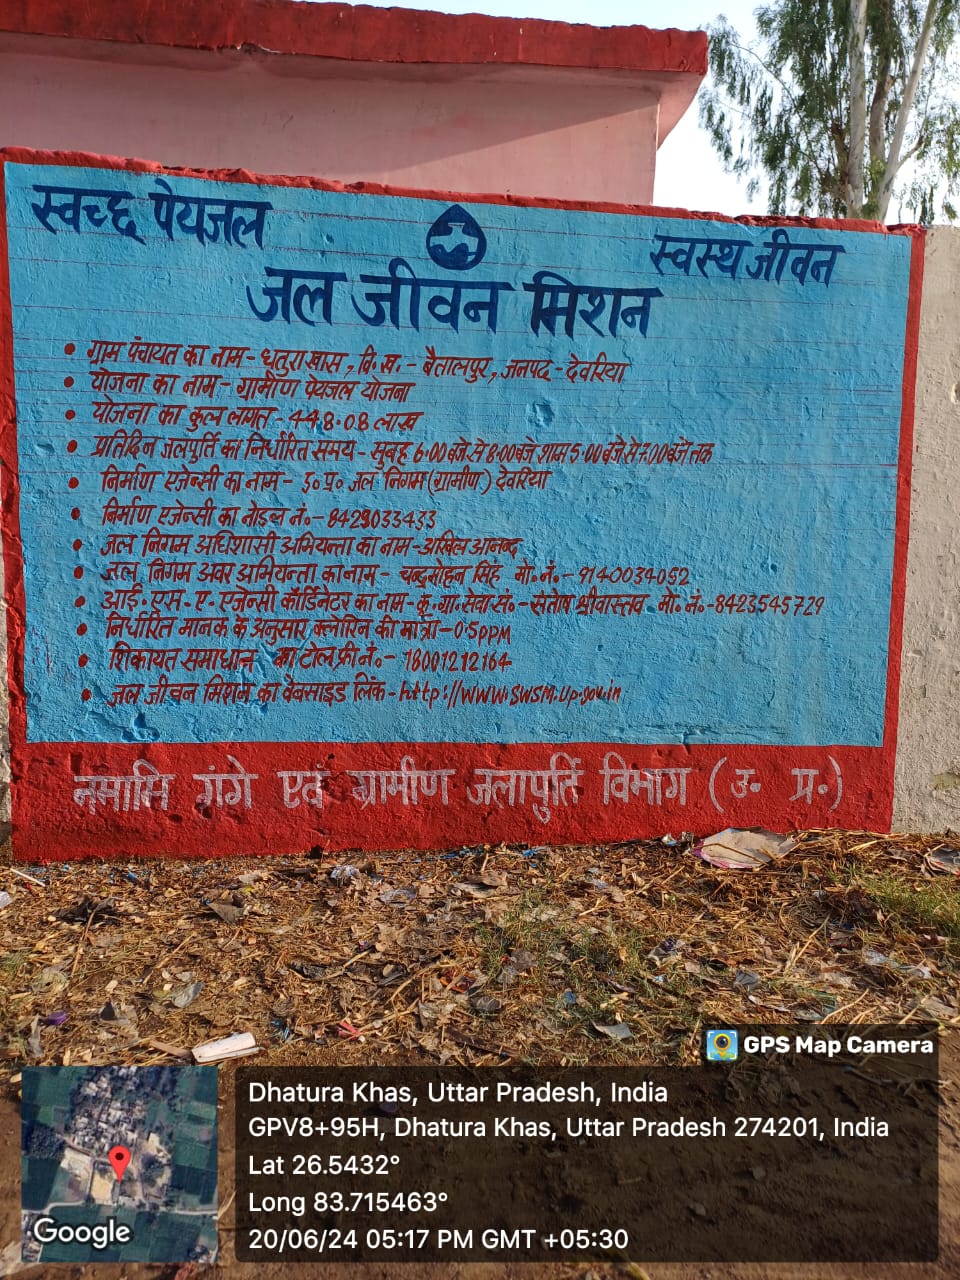 स्वच्छ पेयजल
स्वस्थ जीवन
जल जीवन मिशन
• ग्राम पंचायत का नाम - धतुरा खास, वि.ख. - बैतालपुर, जनपद - देवरिया
• योजना का नाम - ग्रामीण पेयजल योजना
• योजना का कुल लागत - 448.08 लाख
• प्रतिदिन जलपुर्ति का निर्धारित समय - सुबह 6.00 बजे से 8.00 बजे शाम 5.00 बजे से 7.00 बजे तक
• निर्माण एजेन्सी का नाम - उ॰ प्र॰ जल निगम (ग्रामीण) देवरिया
• निर्माण एजेन्सी का नं॰ -
• जल निगम अधिशासी अभियन्ता का नाम - अखिल आनन्द
• जल निगम अवर अभियन्ता का नाम - चन्द्रमोहन सिंह मो॰ नं॰ - 9140034052
• आई.एस.ए. एजेन्सी कॉर्डिनेटर का नाम - कृ.ग्रा.सेवा सं॰ - संतोष श्रीवास्तव मो॰ नं॰ - 8423545729
• निर्धारित मानक के अनुसार क्लोरिन की मात्रा - 0.5 ppm
• शिकायत समाधान का टोल फ्री नं॰ - 18001212164
• जल जीवन मिशन का वेबसाइड लिंक - http://www.swsm.up.gov.in
नमामि गंगे एवं ग्रामीण जलापुर्ति विभाग (उ॰ प्र॰)
GPS Map Camera
Dhatura Khas, Uttar Pradesh, India
GPV8+95H, Dhatura Khas, Uttar Pradesh 274201, India
Lat 26.5432°
Long 83.715463°
20/06/24 05:17 PM GMT +05:30
Google